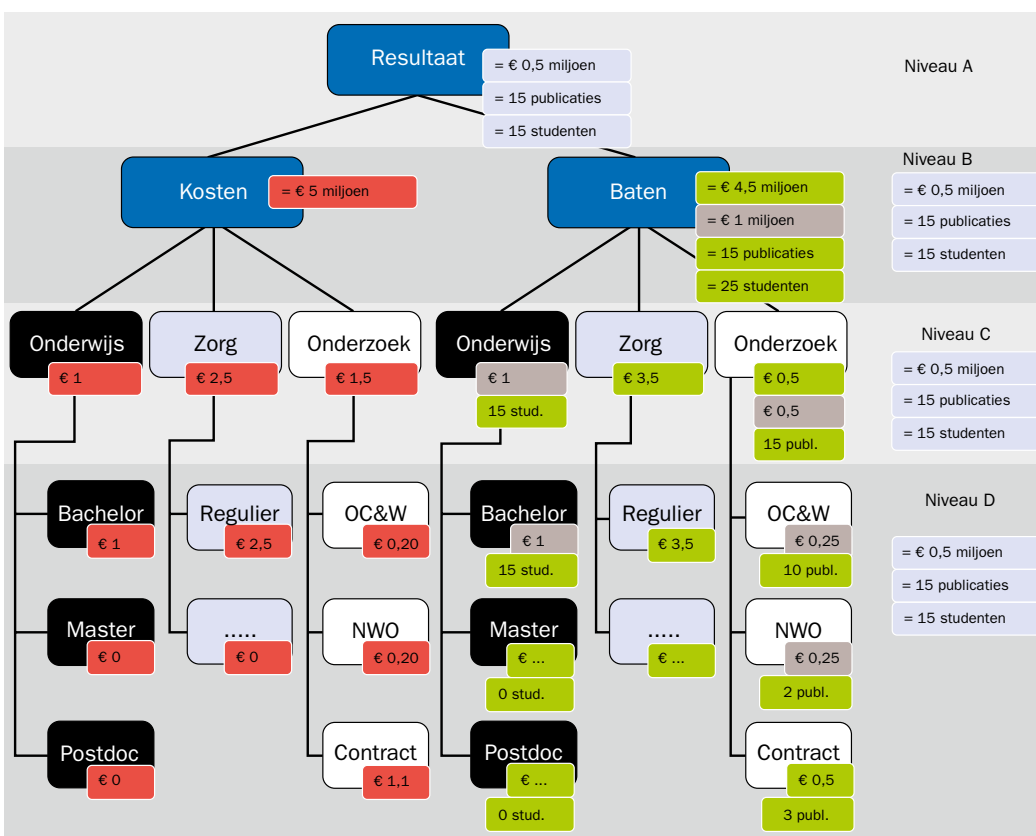 Resultaat
= € 0,5 miljoen
= 15 publicaties
= 15 studenten
Niveau A
Kosten
= € 5 miljoen
Baten
= € 4,5 miljoen
= € 1 miljoen
= 15 publicaties
= 25 studenten
Niveau B
= € 0,5 miljoen
= 15 publicaties
= 15 studenten
Onderwijs
€ 1
Zorg
€ 2,5
Onderzoek
€ 1,5
Onderwijs
€ 1
15 stud.
Zorg
€ 3,5
Onderzoek
€ 0,5
€ 0,5
15 publ.
Niveau C
= € 0,5 miljoen
= 15 publicaties
= 15 studenten
Bachelor
€ 1
Regulier
€ 2,5
OC&W
€ 0,20
Bachelor
€ 1
15 stud.
Regulier
€ 3,5
OC&W
€ 0,25
10 publ.
Niveau D
= € 0,5 miljoen
= 15 publicaties
= 15 studenten
Master
€ 0
.....
€ 0
NWO
€ 0,20
Master
€ ...
0 stud.
.....
€ ...
NWO
€ 0,25
2 publ.
Postdoc
€ 0
Contract
€ 1,1
Postdoc
€ ...
0 stud.
Contract
€ 0,5
3 publ.